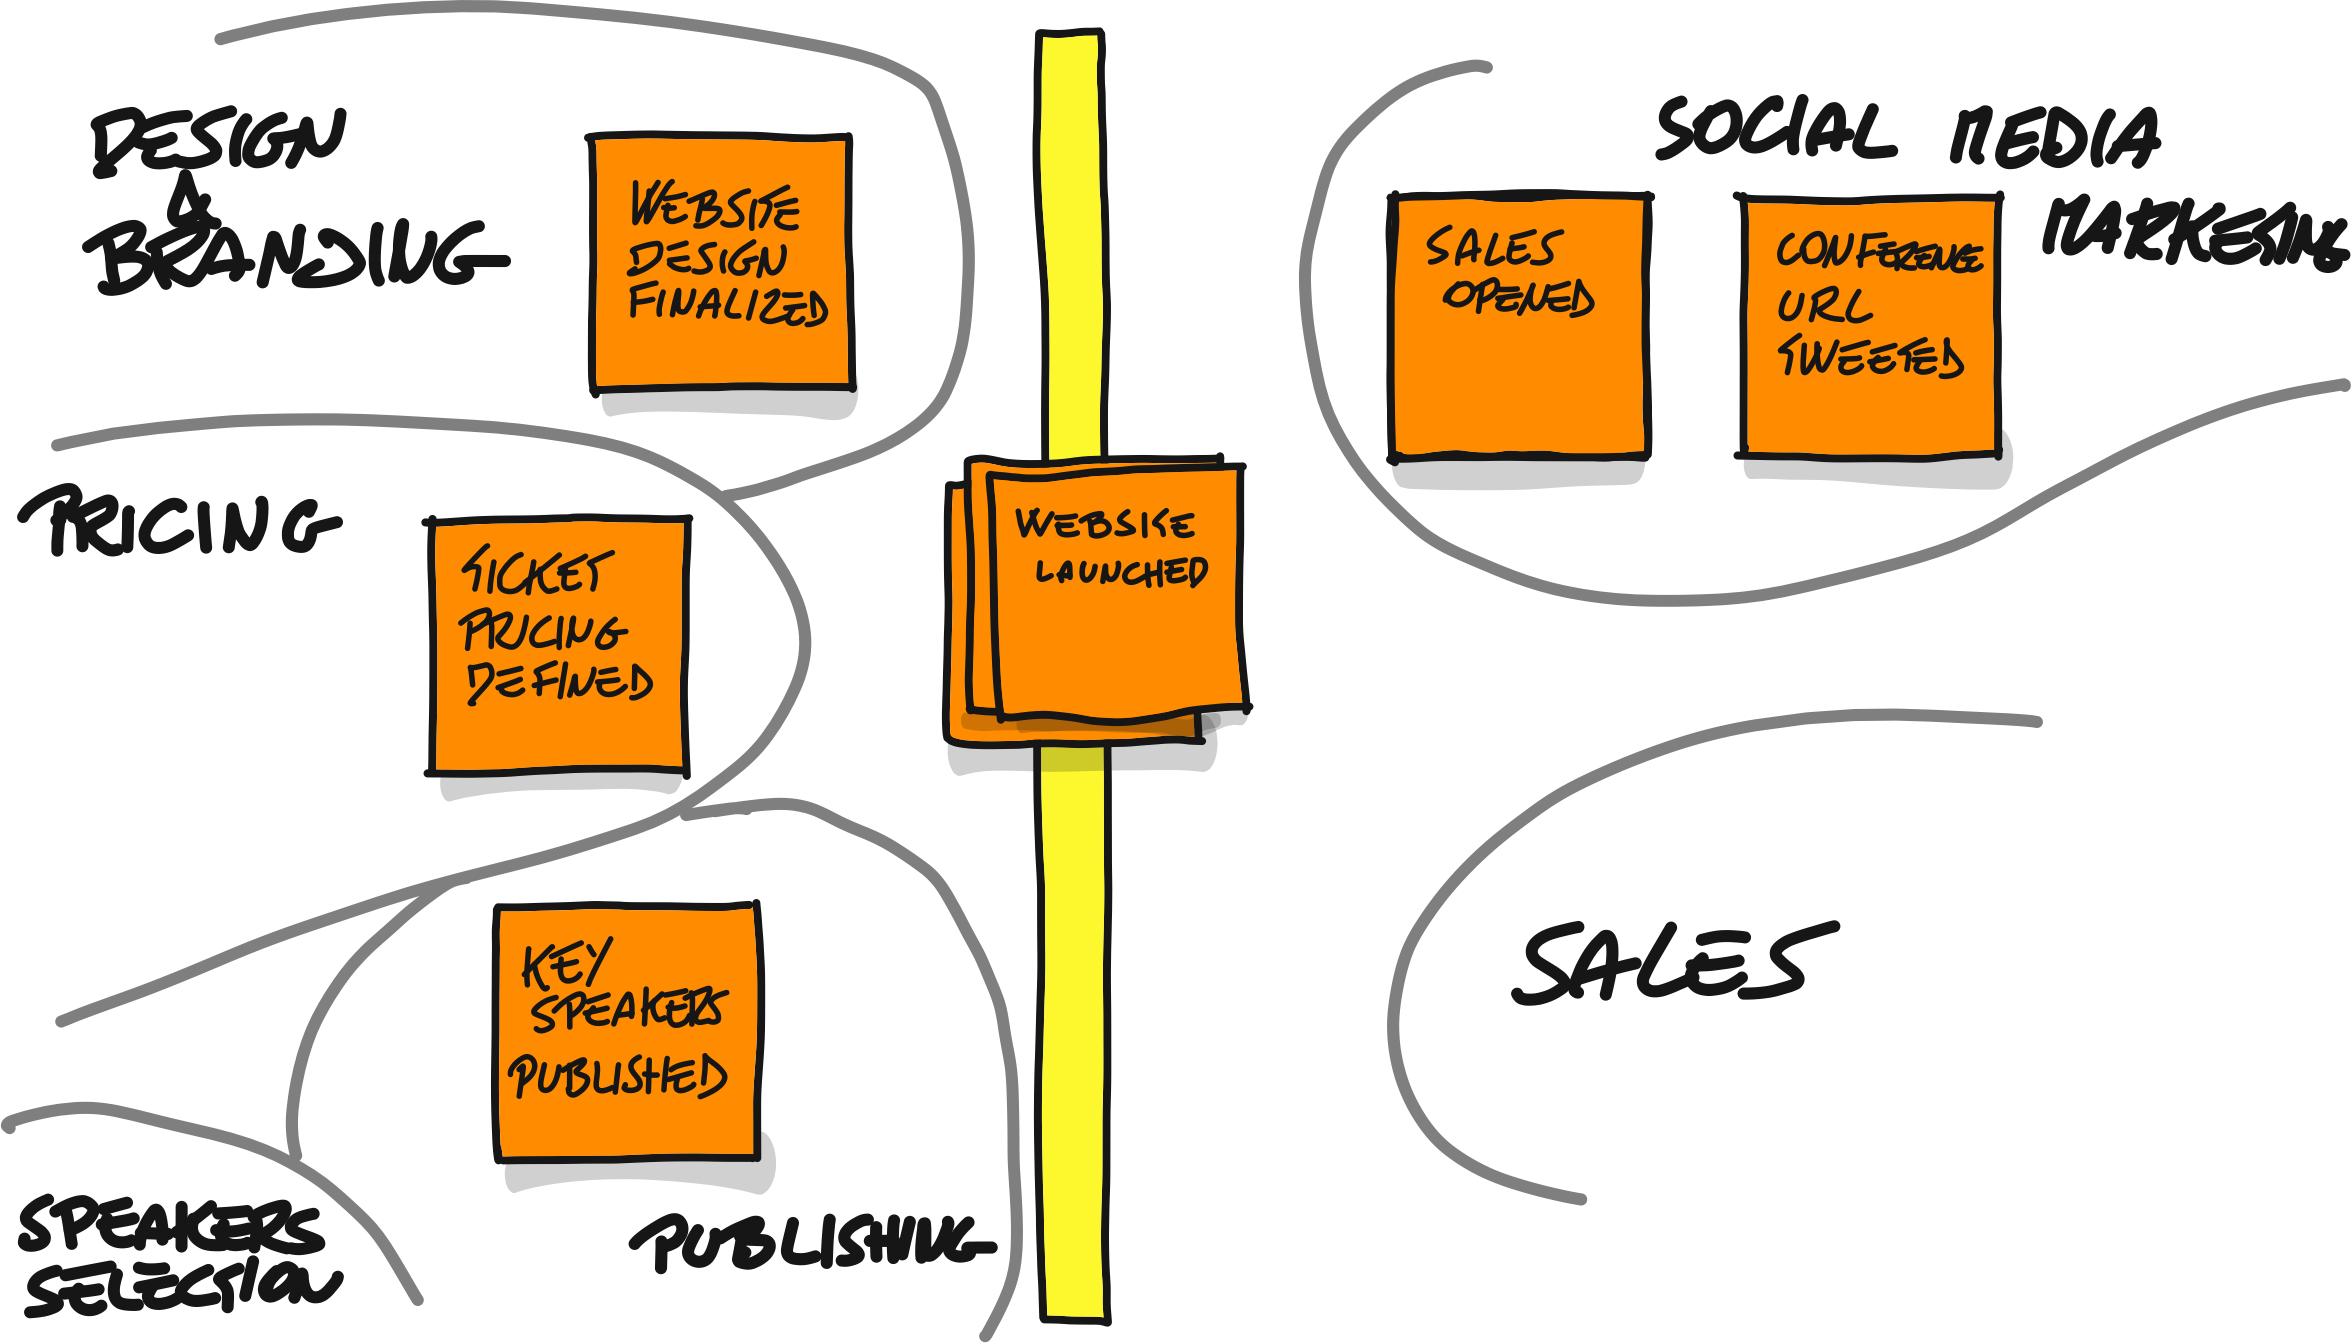 DESIGN
&
BRANDING
WEBSITE
DESIGN
FINALIZED
PRICING
TICKET
PRICING
DEFINED
KEY
SPEAKERS
PUBLISHED
SPEAKERS
SELECTION
PUBLISHING
WEBSITE
LAUNCHED
SOCIAL MEDIA
MARKETING
SALES
OPENED
CONFERENCE
URL
TWEETED
SALES